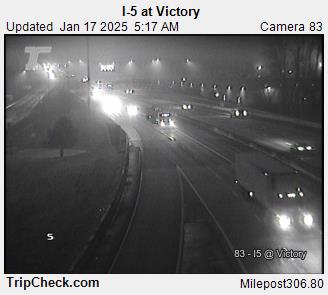 I-5 at Victory
Updated Jan 17 2025 5:17 AM Camera 83
S
83 - I5 @ Victory
TripCheck.com Milepost306.80